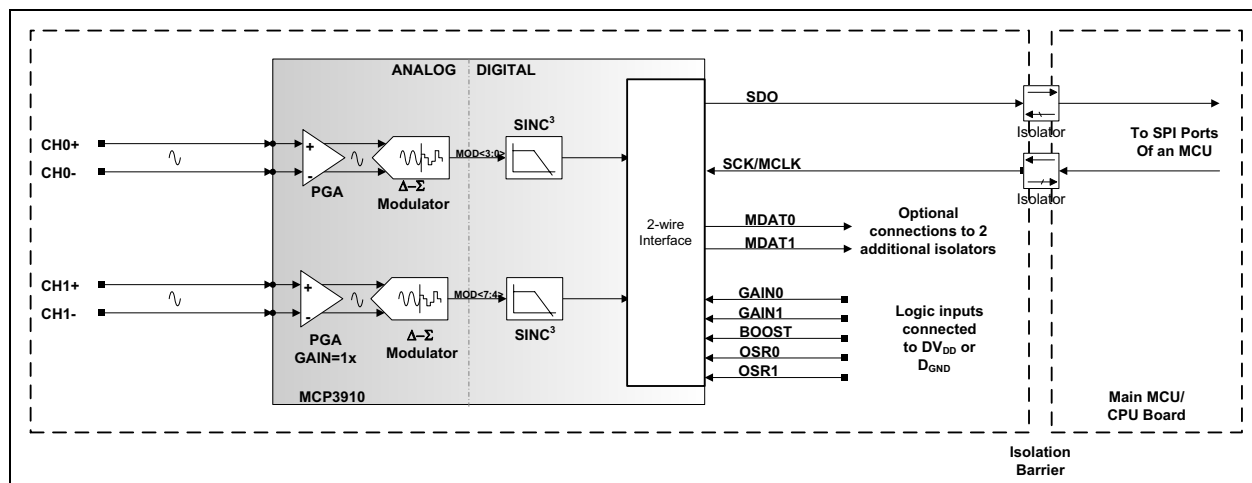 ANALOG
DIGITAL
SDO
SINC³
Isolator
To SPI Ports
Of an MCU
CH0+
CH0-
MOD<3:0>
SCK/MCLK
PGA
Δ–Σ
Modulator
Isolator
2-wire
Interface
MDAT0
MDAT1
Optional
connections to 2
additional isolators
CH1+
CH1-
MOD<7:4>
GAIN0
GAIN1
BOOST
OSR0
OSR1
Logic inputs
connected
to DVDD or
DGND
PGA
GAIN=1x
Δ–Σ
Modulator
SINC³
MCP3910
Main MCU/
CPU Board
Isolation
Barrier